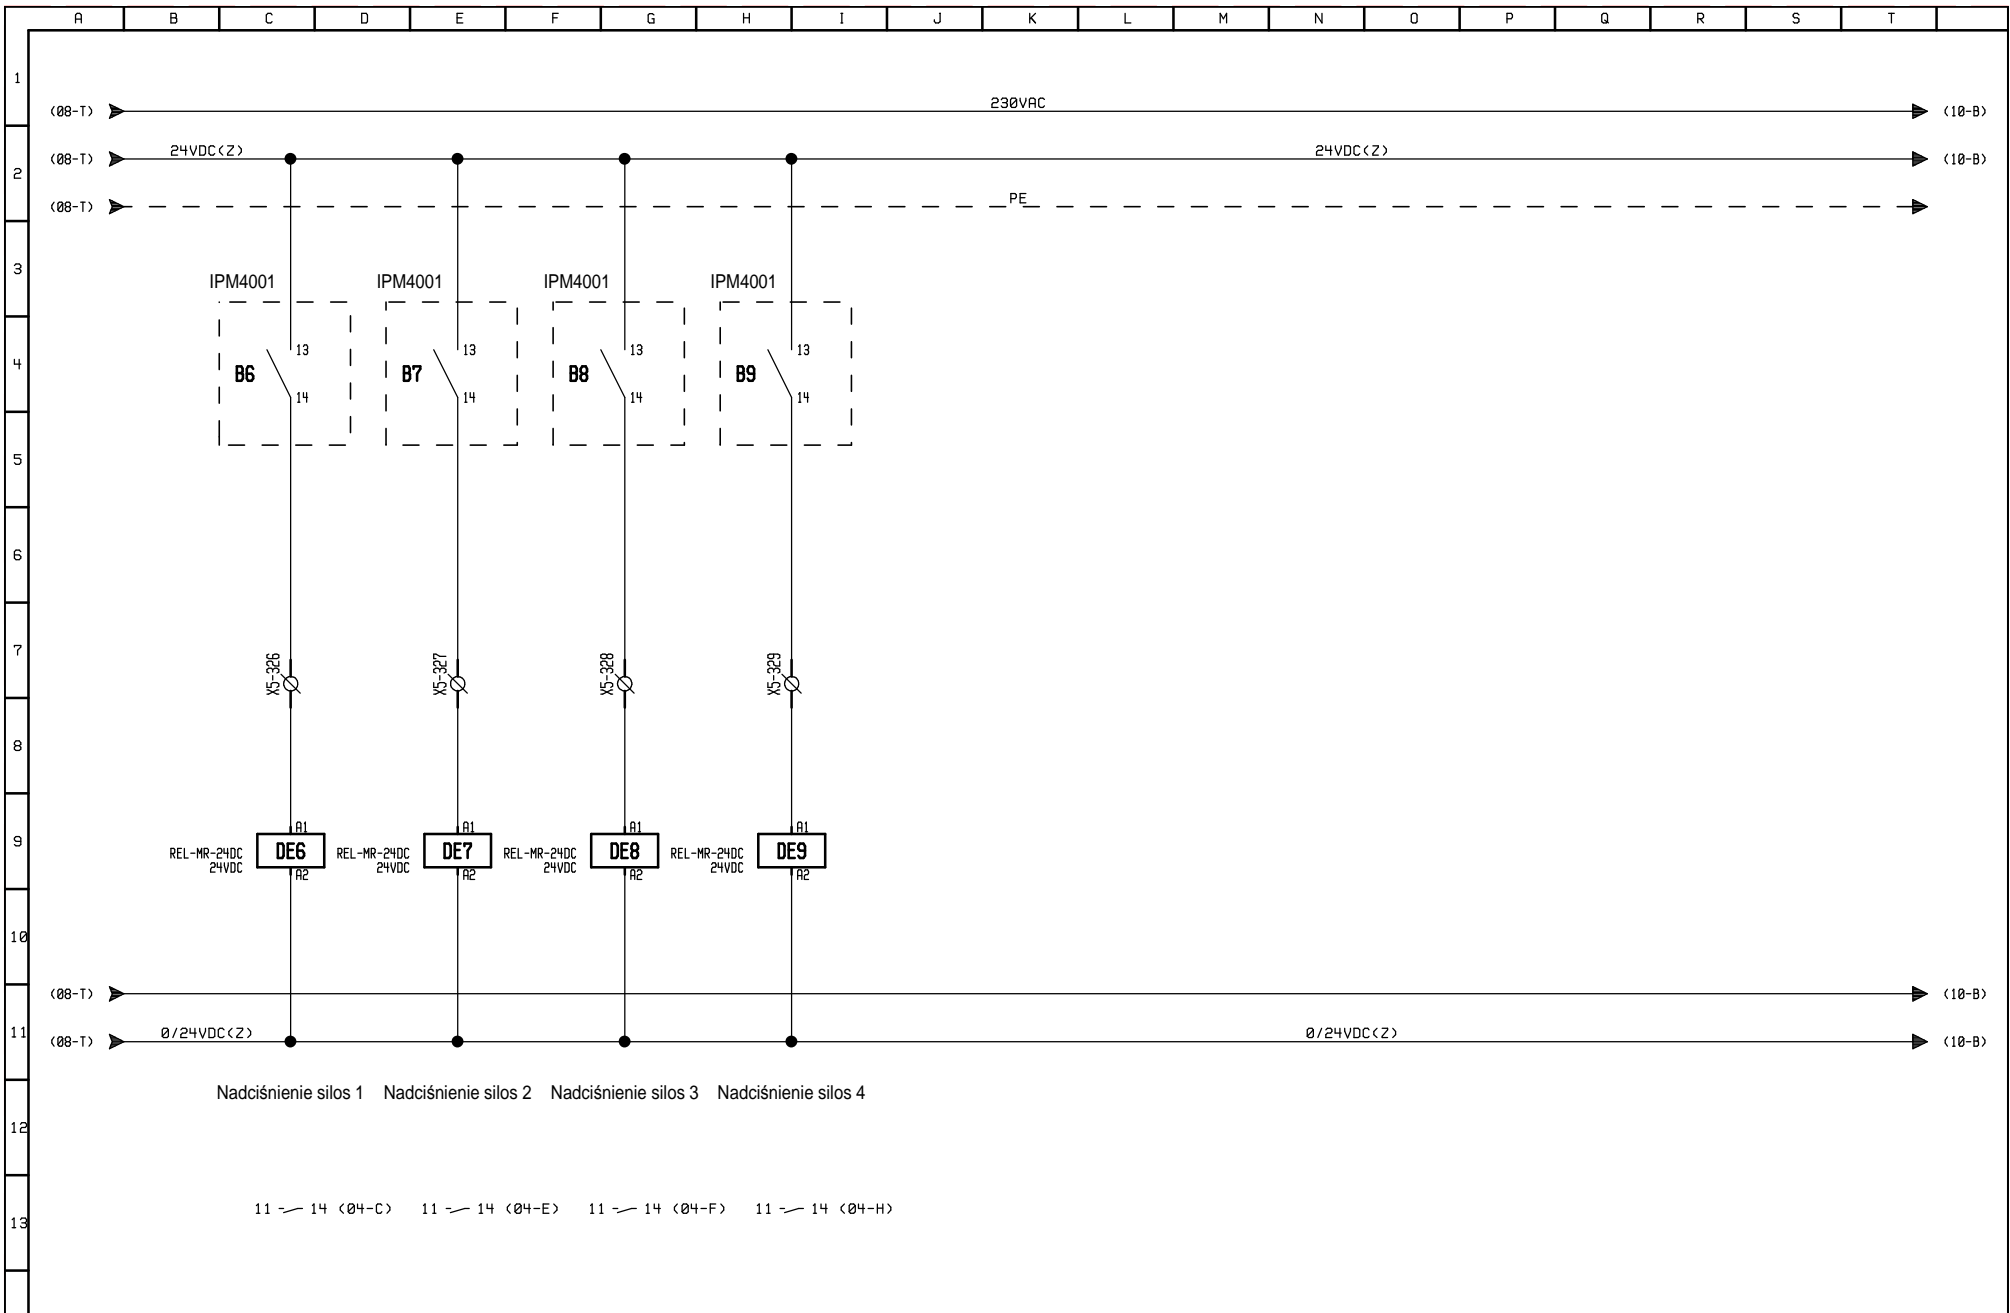 A B C D E F G H I J K L M N O P Q R S T
1
230VAC
(08-T) (10-B)
24VDC(Z) 24VDC(Z)
(08-T) (10-B)
2
PE
(08-T)
3
IPM4001 IPM4001 IPM4001 IPM4001
13 13 13 13
4
B6 B7 B8 B9
14 14 14 14
5
6
7
X5-326 X5-327 X5-328 X5-329
8
A1 A1 A1 A1
9
REL-MR-24DC DE6 REL-MR-24DC DE7 REL-MR-24DC DE8 REL-MR-24DC DE9
24VDC 24VDC 24VDC 24VDC
A2 A2 A2 A2
10
(08-T) (10-B)
11
0/24VDC(Z) 0/24VDC(Z)
(08-T) (10-B)
Nadciśnienie silos 1 Nadciśnienie silos 2 Nadciśnienie silos 3 Nadciśnienie silos 4
12
11 14 (04-C) 11 14 (04-E) 11 14 (04-F) 11 14 (04-H)
13